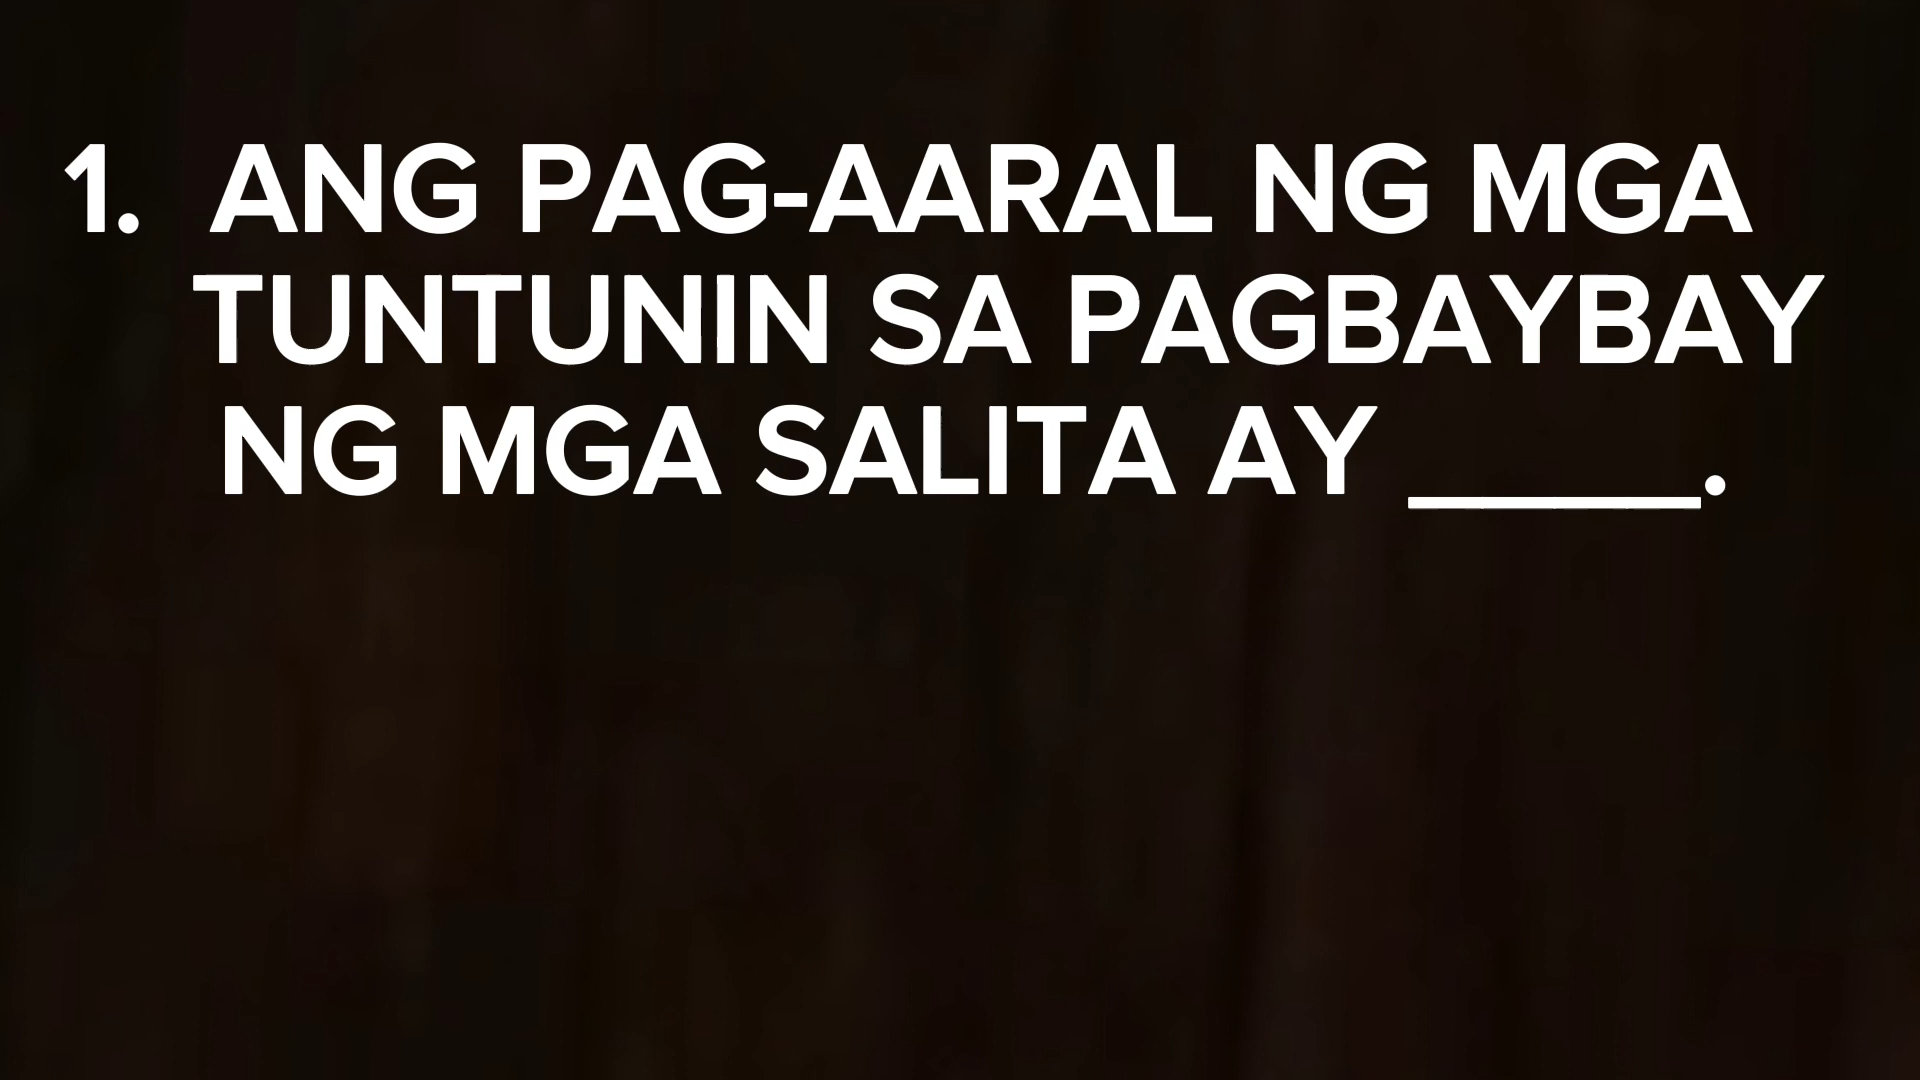 1. ANG PAG-AARAL NG MGA
TUNTUNIN SA PAGBAYBAY
NG MGA SALITA AY _____.